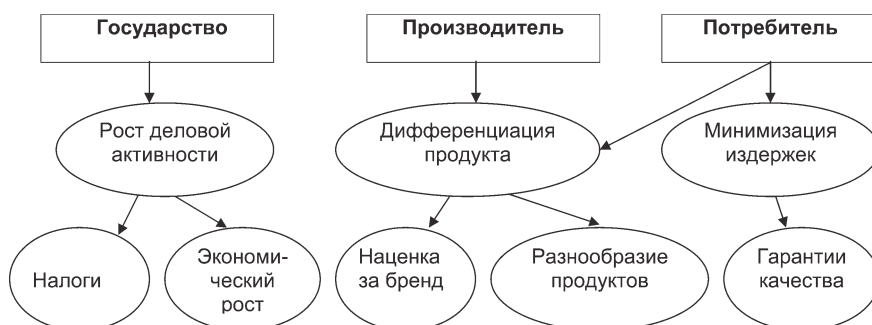 Государство
Производитель
Потребитель
Рост деловой
активности
Дифференциация
продукта
Минимизация
издержек
Налоги
Экономи-
ческий
рост
Наценка
за бренд
Разнообразие
продуктов
Гарантии
качества